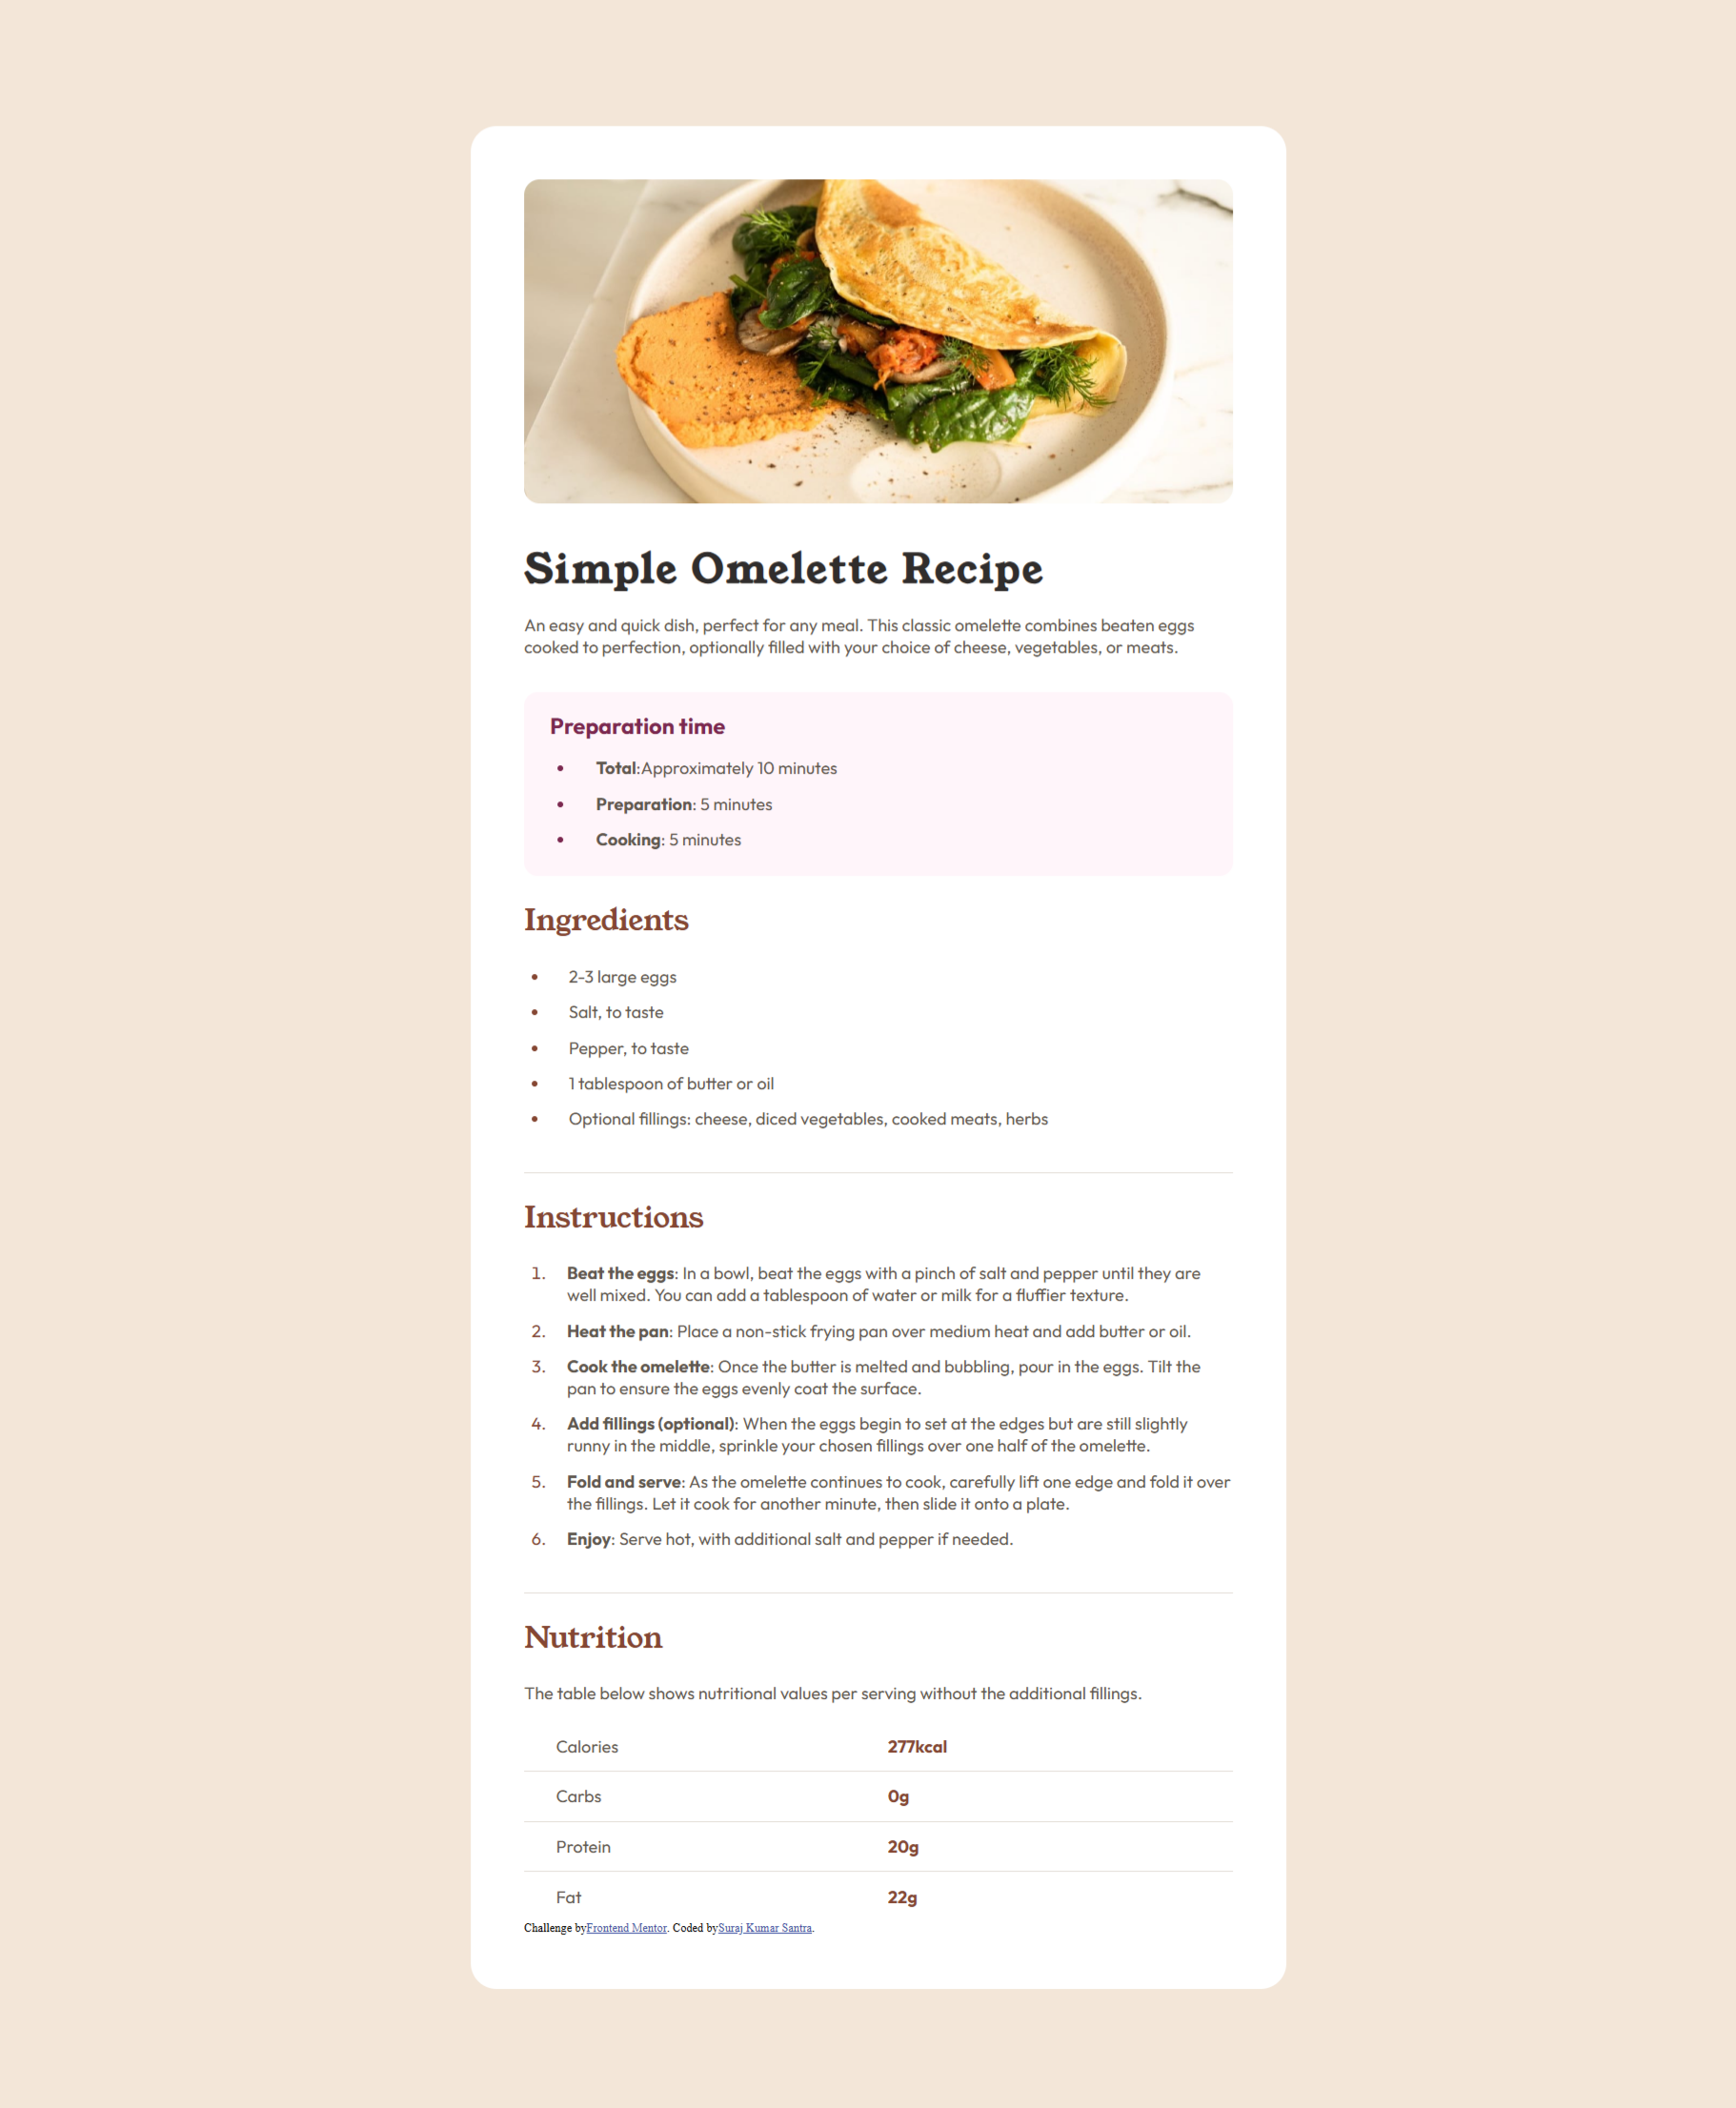 Simple Omelette Recipe
An easy and quick dish, perfect for any meal. This classic omelette combines beaten eggs
cooked to perfection, optionally filled with your choice of cheese, vegetables, or meats.
Preparation time
• Total:Approximately 10 minutes
• Preparation: 5 minutes
• Cooking: 5 minutes
Ingredients
• 2-3 large eggs
• Salt, to taste
• Pepper, to taste
• 1 tablespoon of butter or oil
• Optional fillings: cheese, diced vegetables, cooked meats, herbs
Instructions
1. Beat the eggs: In a bowl, beat the eggs with a pinch of salt and pepper until they are
well mixed. You can add a tablespoon of water or milk for a fluffier texture.
2. Heat the pan: Place a non-stick frying pan over medium heat and add butter or oil.
3. Cook the omelette: Once the butter is melted and bubbling, pour in the eggs. Tilt the
pan to ensure the eggs evenly coat the surface.
4. Add fillings (optional): When the eggs begin to set at the edges but are still slightly
runny in the middle, sprinkle your chosen fillings over one half of the omelette.
5. Fold and serve: As the omelette continues to cook, carefully lift one edge and fold it over
the fillings. Let it cook for another minute, then slide it onto a plate.
6. Enjoy: Serve hot, with additional salt and pepper if needed.
Nutrition
The table below shows nutritional values per serving without the additional fillings.
Calories 277kcal
Carbs 0g
Protein 20g
Fat 22g
Challenge byFrontend Mentor. Coded bySuraj Kumar Santra.